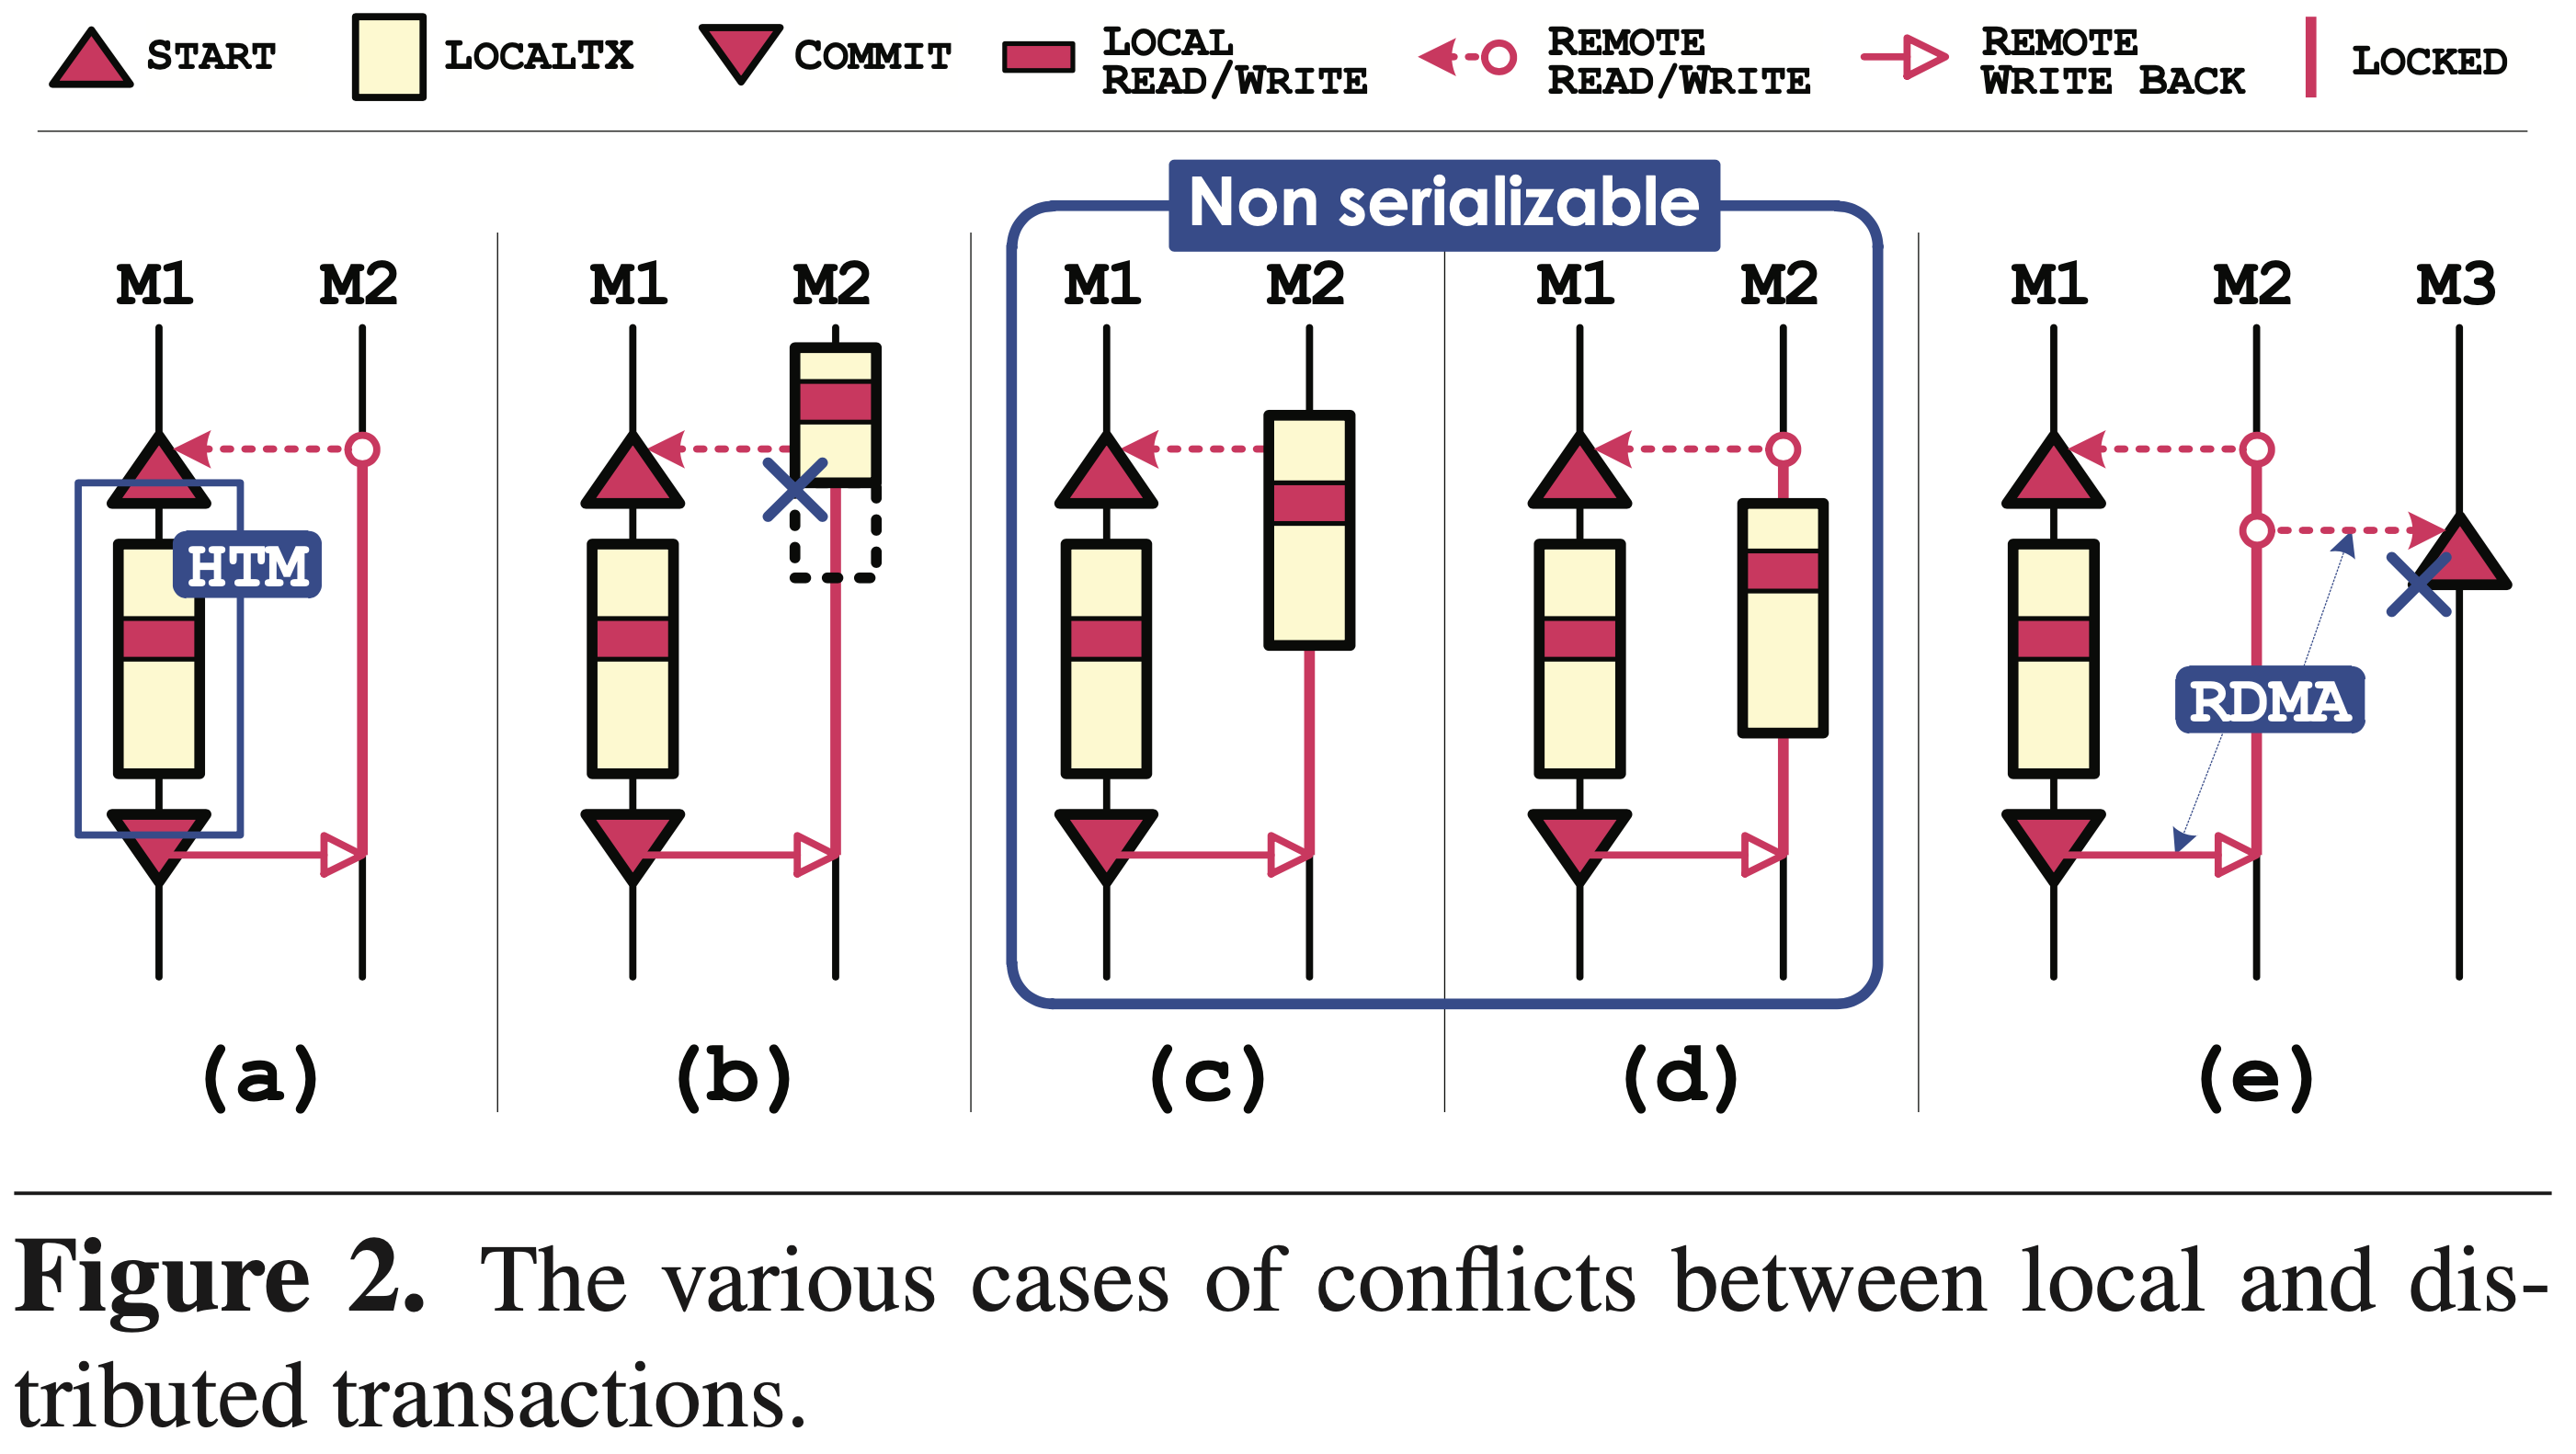 START LOCALTX COMMIT LOCAL READ/WRITE REMOTE READ/WRITE REMOTE WRITE BACK LOCKED
Non serializable
M1 M2 M1 M2 M1 M2 M1 M2 M1 M2 M3
HTM
RDMA
(a) (b) (c) (d) (e)
Figure 2. The various cases of conflicts between local and dis-
tributed transactions.